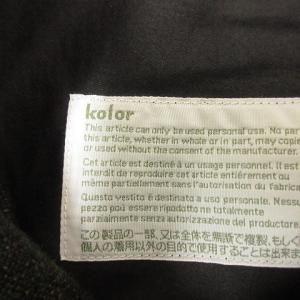 kolor
This article can only be used personal use. No par
article, whether in whole or in part, may copie
or used without the consent of the manufacturer.
Cet article est destiné à un usage personnel. Il est
interdit de reproduire cet article entiérement ou
même partiellement sans l'autorisation du fabrica
Questo vestito é destinato a uso personale. Ness
pezzo può essere ripodotto ne totalmente
parzialmente senza autorizzazione del productore.
この製品の一部、又は全体を無断で複製、もしく
個人の着用以外の目的で使用することは出来ま